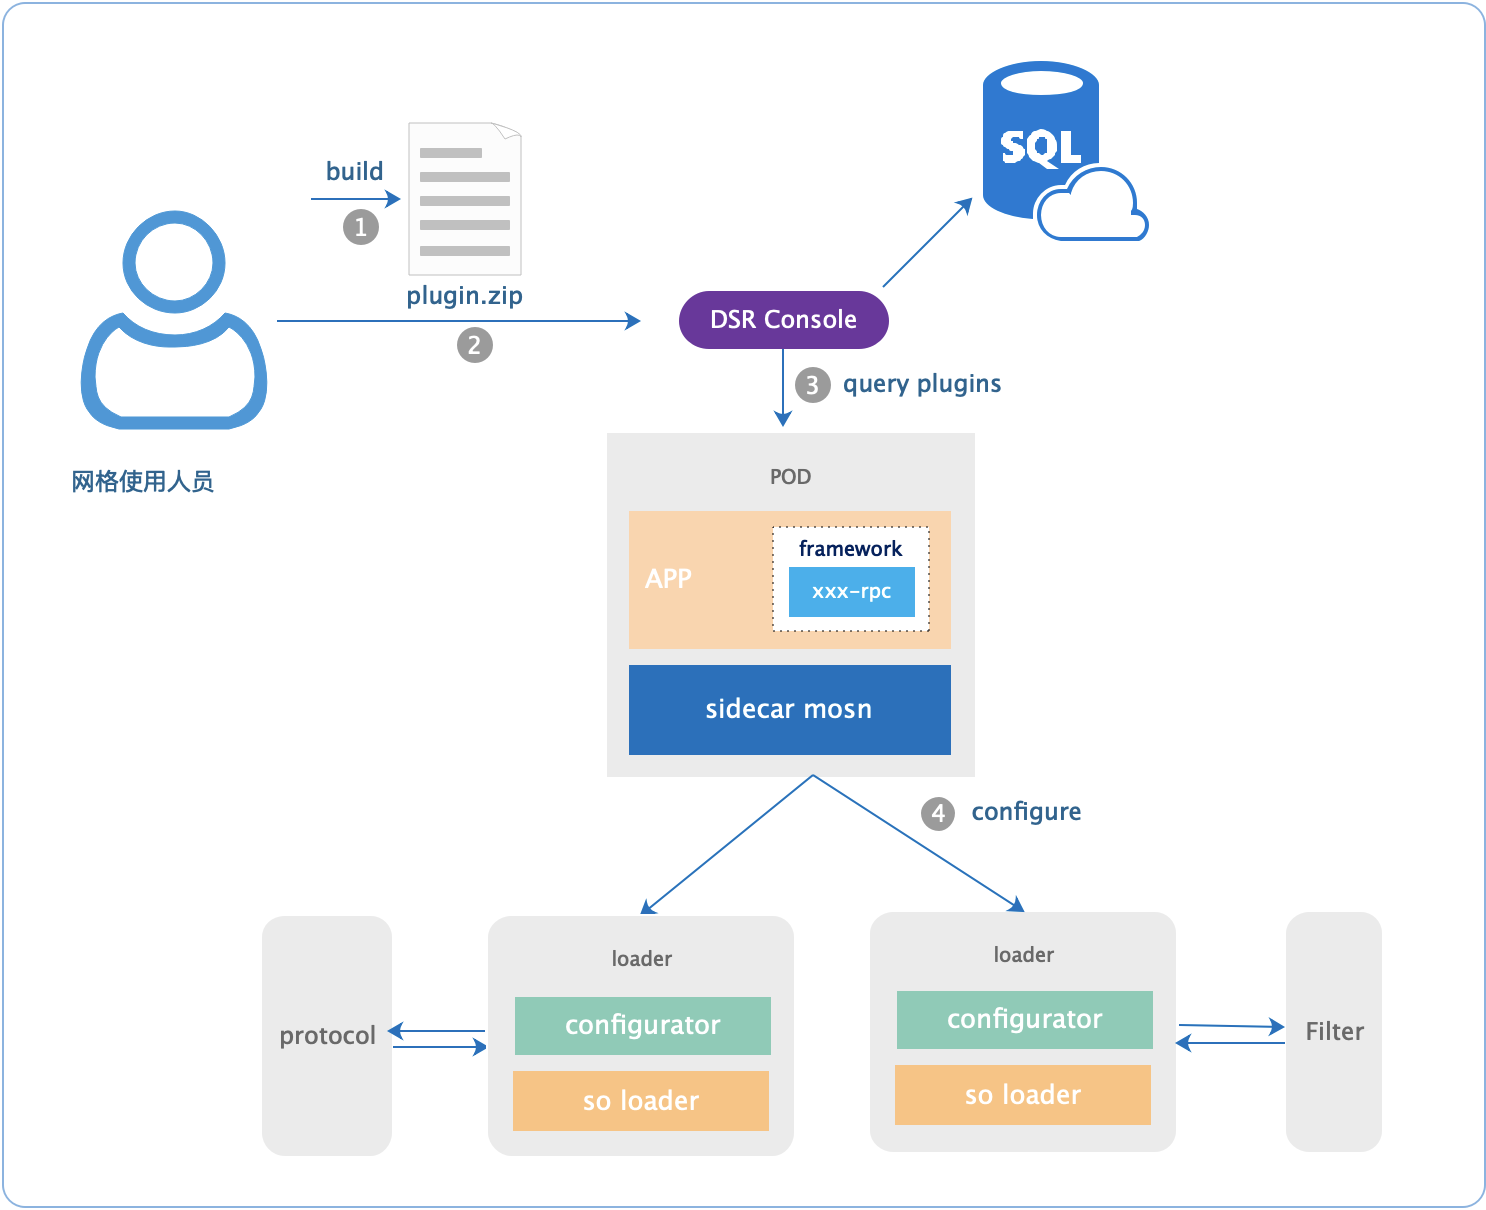 build
1
plugin.zip
2
网格使用人员
SQL
DSR Console
3 query plugins
POD
framework
APP
xxx-rpc
sidecar mosn
4 configure
protocol
loader
configurator
so loader
loader
configurator
so loader
Filter